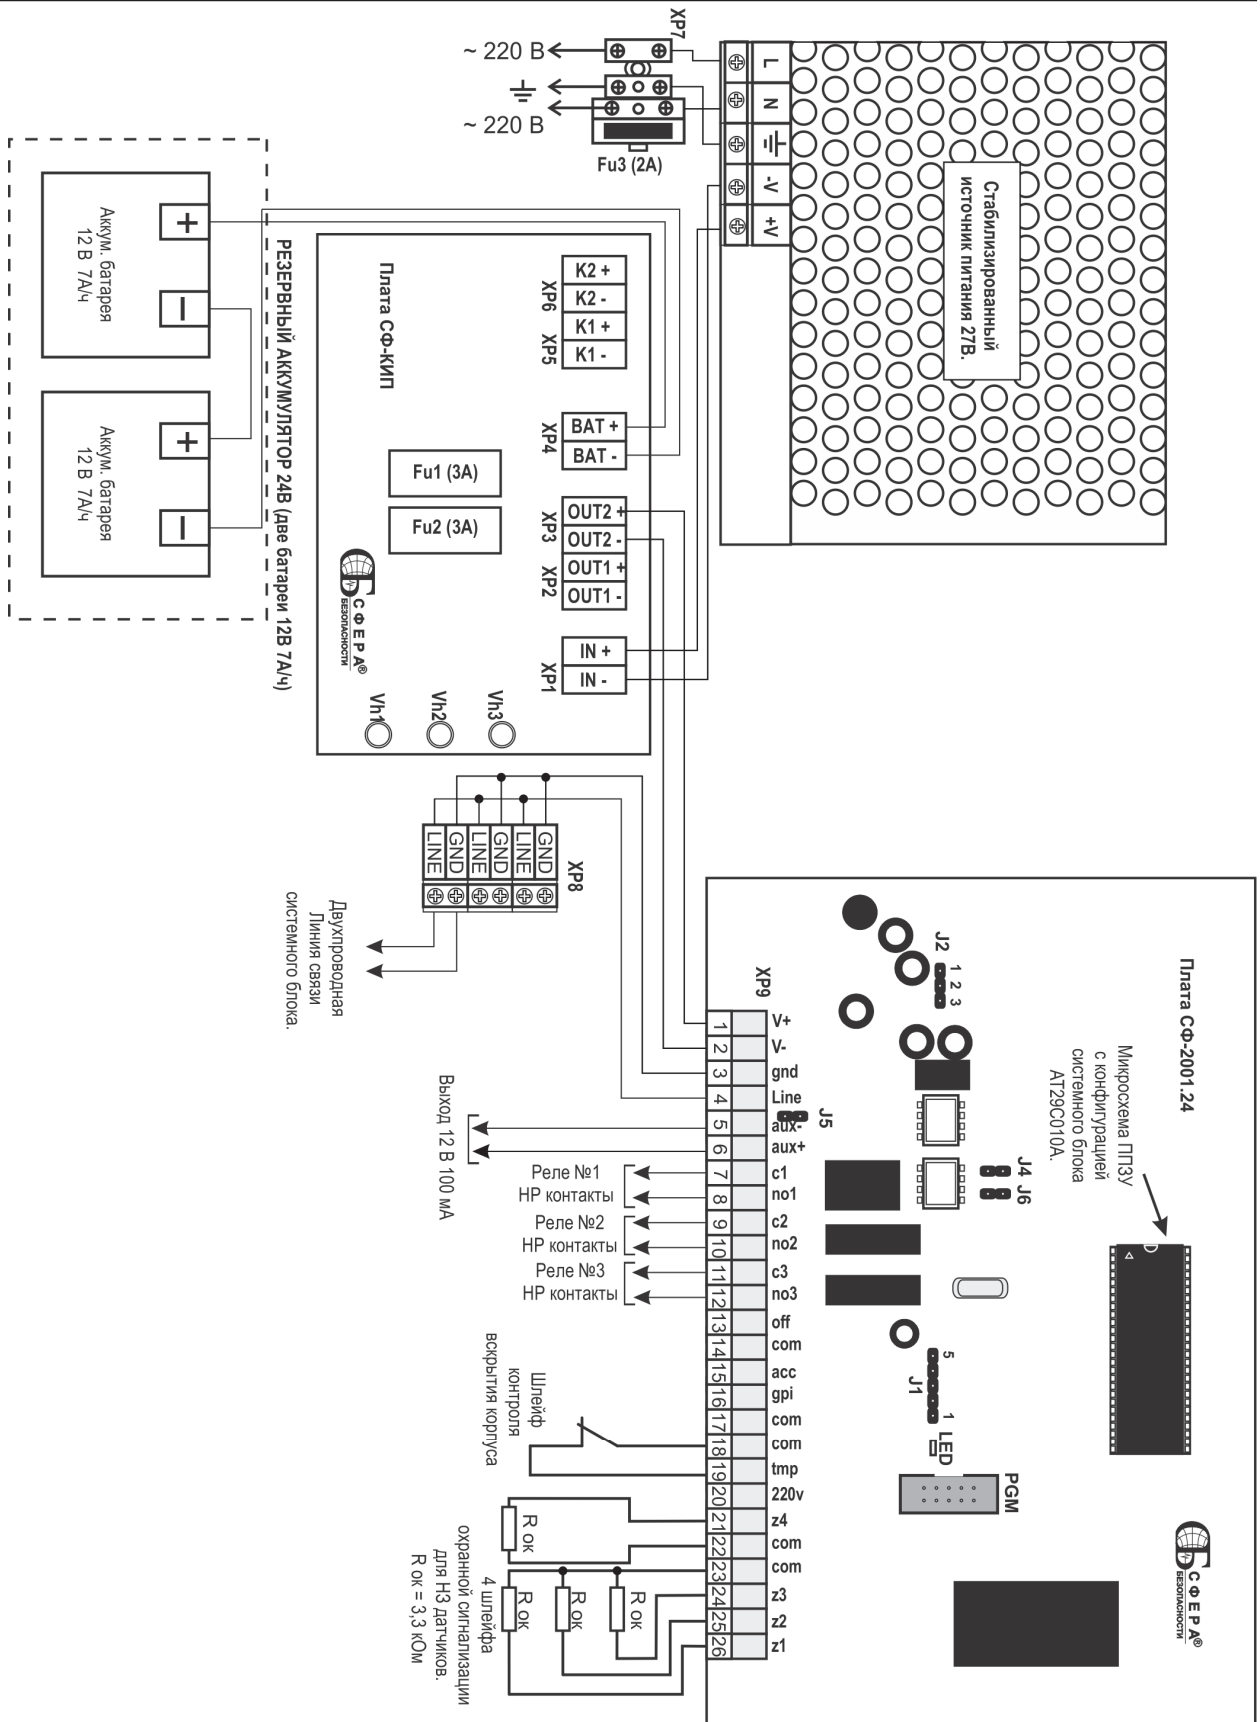 XP7
~ 220 В
~ 220 В
Fu3 (2A)
L
N
-V
+V
Стабилизированный
источник питания 27В.
Аккум. батарея
12 В 7А/ч
+
−
Аккум. батарея
12 В 7А/ч
+
−
РЕЗЕРВНЫЙ АККУМУЛЯТОР 24В (две батареи 12В 7А/ч)
Плата СФ-КИП
XP6
K2 +
K2 -
XP5
K1 +
K1 -
XP4
BAT +
BAT -
Fu1 (3A)
Fu2 (3A)
XP3
OUT2 +
OUT2 -
XP2
OUT1 +
OUT1 -
XP1
IN +
IN -
СФЕРА®
БЕЗОПАСНОСТИ
Vh1
Vh2
Vh3
XP8
LINE
GND
LINE
GND
LINE
GND
Двухпроводная
Линия связи
системного блока.
Плата СФ-2001.24
Микросхема ППЗУ
с конфигурацией
системного блока
AT29C010A.
J2
1 2 3
J5
J4
J6
J1
5
1
LED
PGM
СФЕРА®
БЕЗОПАСНОСТИ
XP9
1 V+
2 V-
3 gnd
4 Line
5 aux-
6 aux+
7 c1
8 no1
9 c2
10 no2
11 c3
12 no3
13 off
14 com
15 acc
16 gpi
17 com
18 com
19 tmp
20 220v
21 z4
22 com
23 com
24 z3
25 z2
26 z1
Выход 12 В 100 мА
Реле №1
НР контакты
Реле №2
НР контакты
Реле №3
НР контакты
Шлейф
контроля
вскрытия корпуса
R ок
R ок
R ок
R ок
4 шлейфа
охранной сигнализации
для НЗ датчиков.
R ок = 3,3 кОм